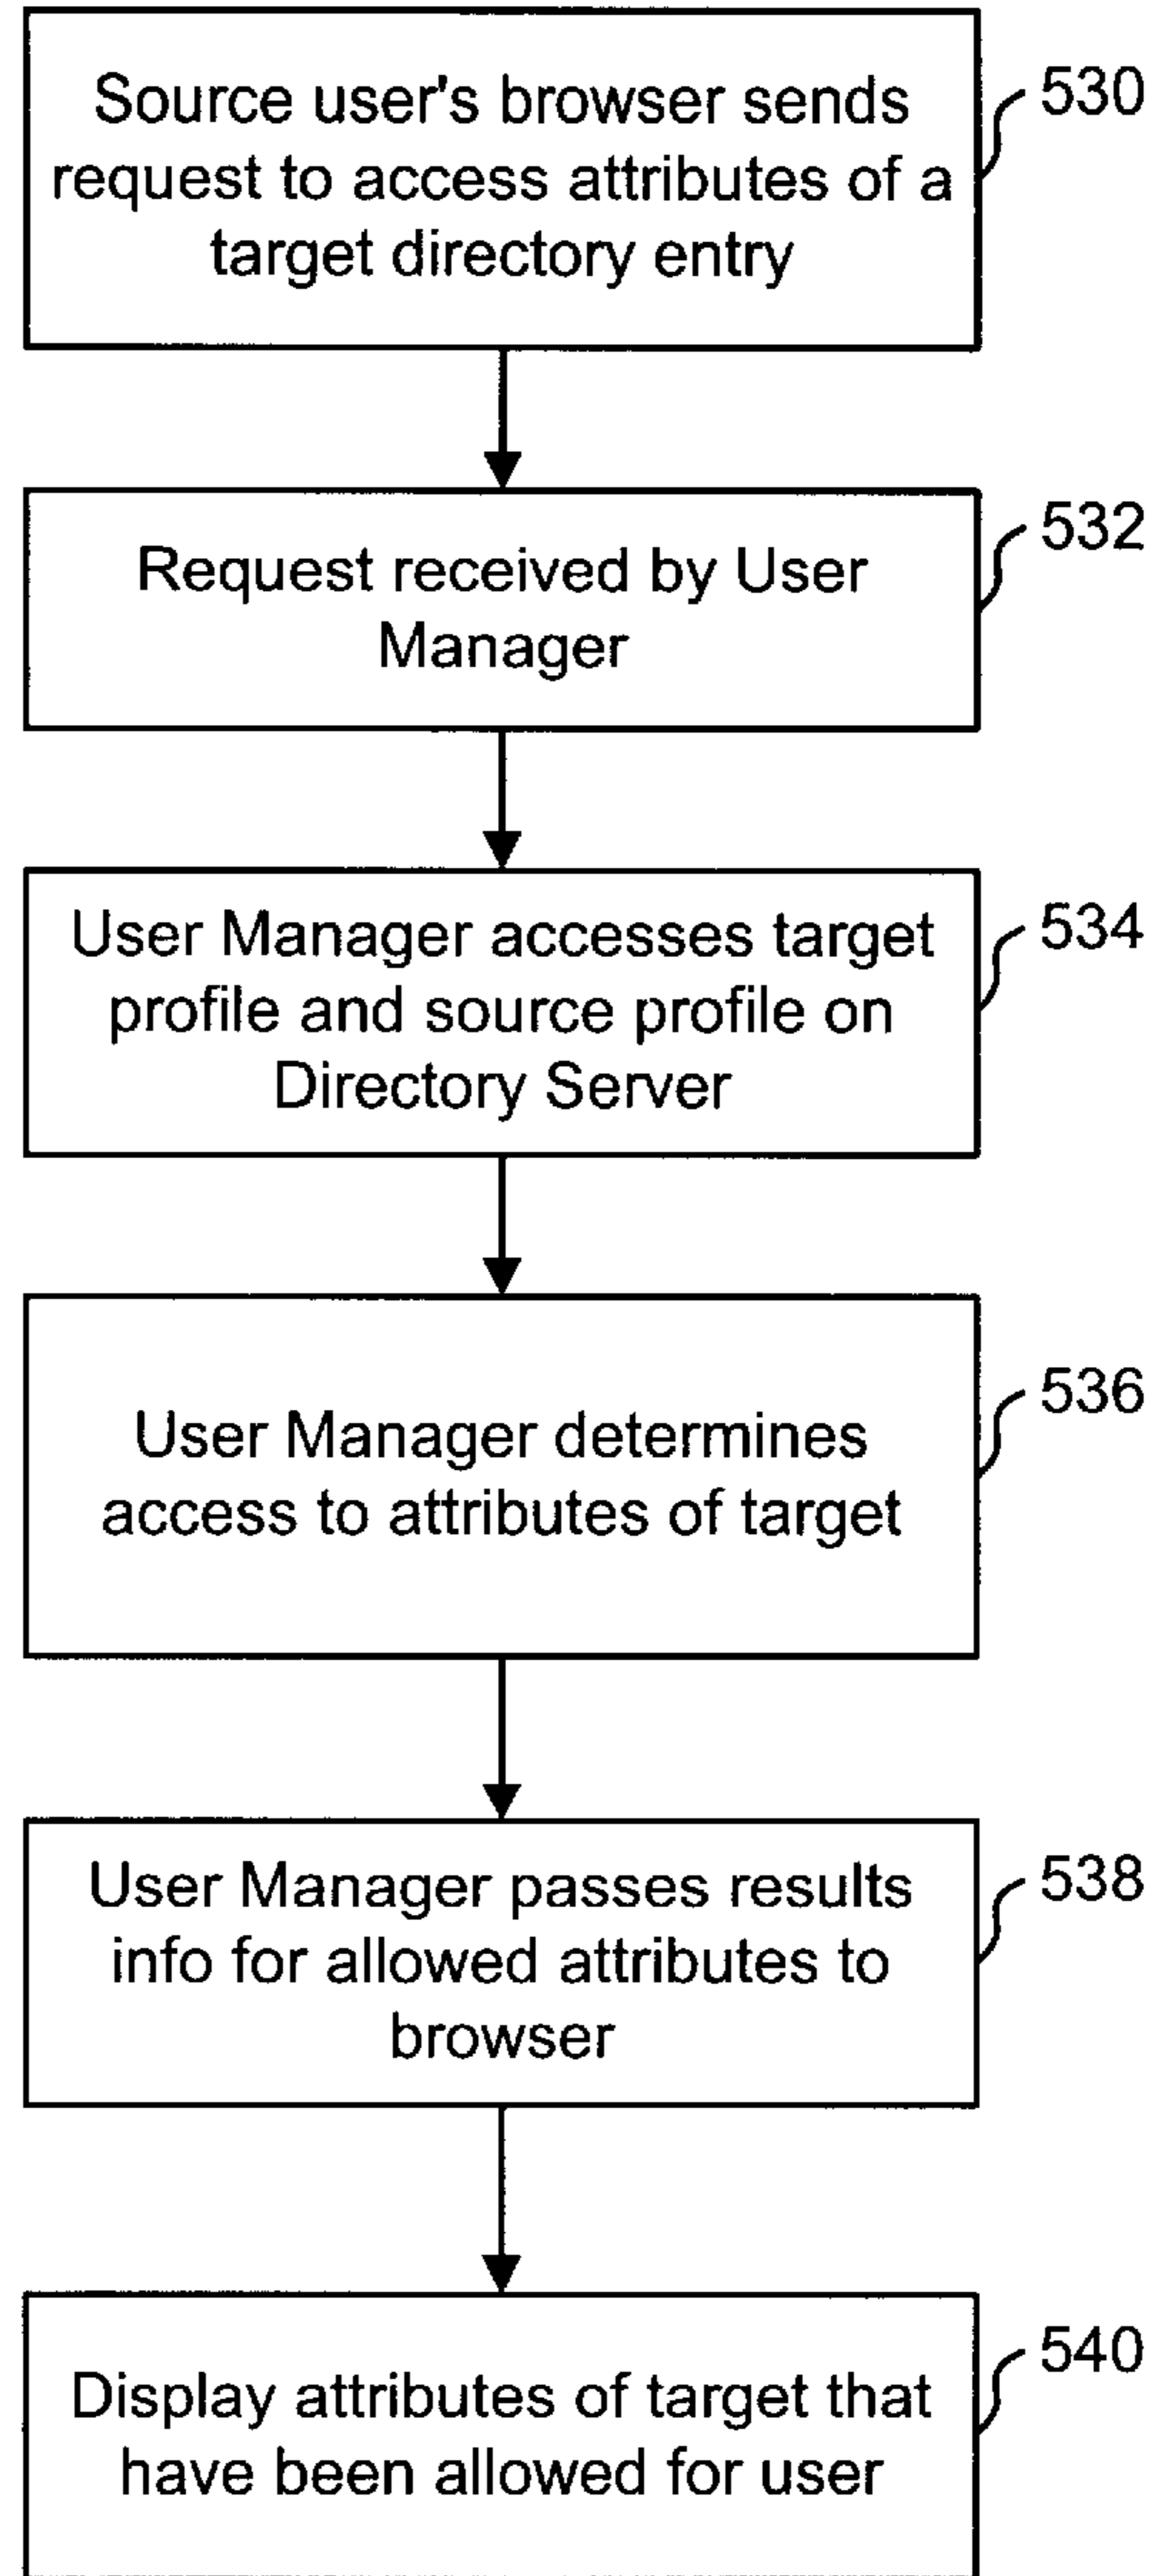 Source user's browser sends
request to access attributes of a
target directory entry
530
Request received by User
Manager
532
User Manager accesses target
profile and source profile on
Directory Server
534
User Manager determines
access to attributes of target
536
User Manager passes results
info for allowed attributes to
browser
538
Display attributes of target that
have been allowed for user
540